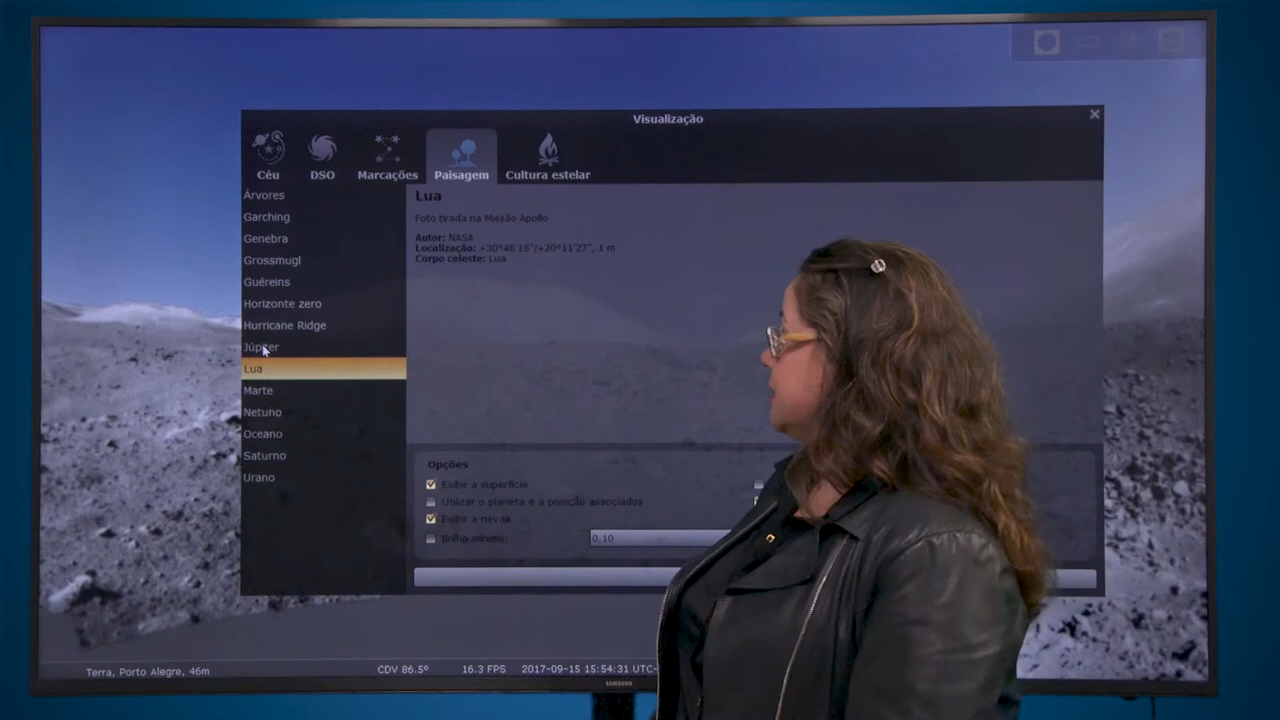 Visualização
Céu
DSO
Marcações
Paisagem
Cultura estelar
Árvores
Garching
Genebra
Grossmugl
Guéreins
Horizonte zero
Hurricane Ridge
Júpiter
Lua
Marte
Netuno
Oceano
Saturno
Urano
Lua
Foto tirada na Missão Apollo
Autor: NASA
Localização: +30°46'16"/+20°11'27", 1 m
Corpo celeste: Lua
Opções
Exibir a superfície
Utilizar o planeta e a posição associados
Exibir a névoa
Brilho mínimo:
0,10
Terra, Porto Alegre, 46m
CDV 86.5°
16.3 FPS
2017-09-15 15:54:31 UTC-
SAMSUNG